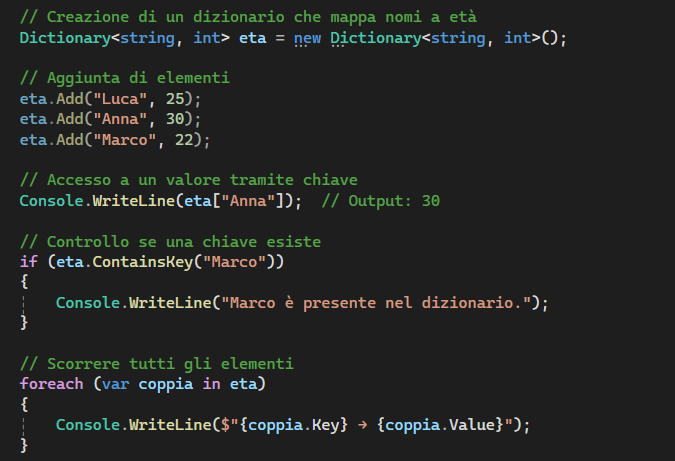 // Creazione di un dizionario che mappa nomi a età
Dictionary<string, int> eta = new Dictionary<string, int>();
// Aggiunta di elementi
eta.Add("Luca", 25);
eta.Add("Anna", 30);
eta.Add("Marco", 22);
// Accesso a un valore tramite chiave
Console.WriteLine(eta["Anna"]);  // Output: 30
// Controllo se una chiave esiste
if (eta.ContainsKey("Marco"))
{
    Console.WriteLine("Marco è presente nel dizionario.");
}
// Scorrere tutti gli elementi
foreach (var coppia in eta)
{
    Console.WriteLine($"{coppia.Key} → {coppia.Value}");
}